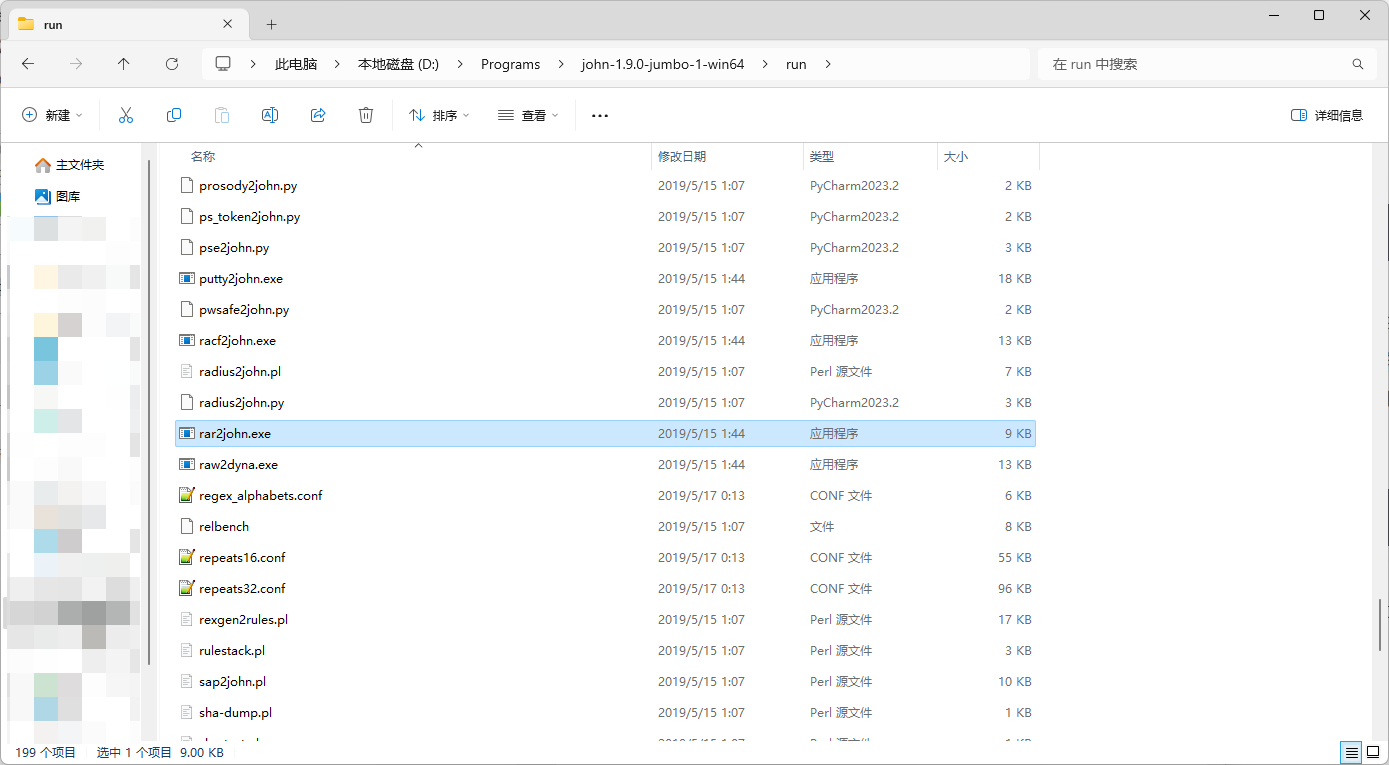 run
此电脑 本地磁盘 (D:) Programs john-1.9.0-jumbo-1-win64 run
在 run 中搜索
新建 排序 查看 详细信息
主文件夹
图库
名称 修改日期 类型 大小
prosody2john.py 2019/5/15 1:07 PyCharm2023.2 2 KB
ps_token2john.py 2019/5/15 1:07 PyCharm2023.2 2 KB
pse2john.py 2019/5/15 1:07 PyCharm2023.2 3 KB
putty2john.exe 2019/5/15 1:44 应用程序 18 KB
pwsafe2john.py 2019/5/15 1:07 PyCharm2023.2 2 KB
racf2john.exe 2019/5/15 1:44 应用程序 13 KB
radius2john.pl 2019/5/15 1:07 Perl 源文件 7 KB
radius2john.py 2019/5/15 1:07 PyCharm2023.2 3 KB
rar2john.exe 2019/5/15 1:44 应用程序 9 KB
raw2dyna.exe 2019/5/15 1:44 应用程序 13 KB
regex_alphabets.conf 2019/5/17 0:13 CONF 文件 6 KB
relbench 2019/5/15 1:07 文件 8 KB
repeats16.conf 2019/5/17 0:13 CONF 文件 55 KB
repeats32.conf 2019/5/17 0:13 CONF 文件 96 KB
rexgen2rules.pl 2019/5/15 1:07 Perl 源文件 17 KB
rulestack.pl 2019/5/15 1:07 Perl 源文件 3 KB
sap2john.pl 2019/5/15 1:07 Perl 源文件 10 KB
sha-dump.pl 2019/5/15 1:07 Perl 源文件 1 KB
199 个项目 选中 1 个项目 9.00 KB